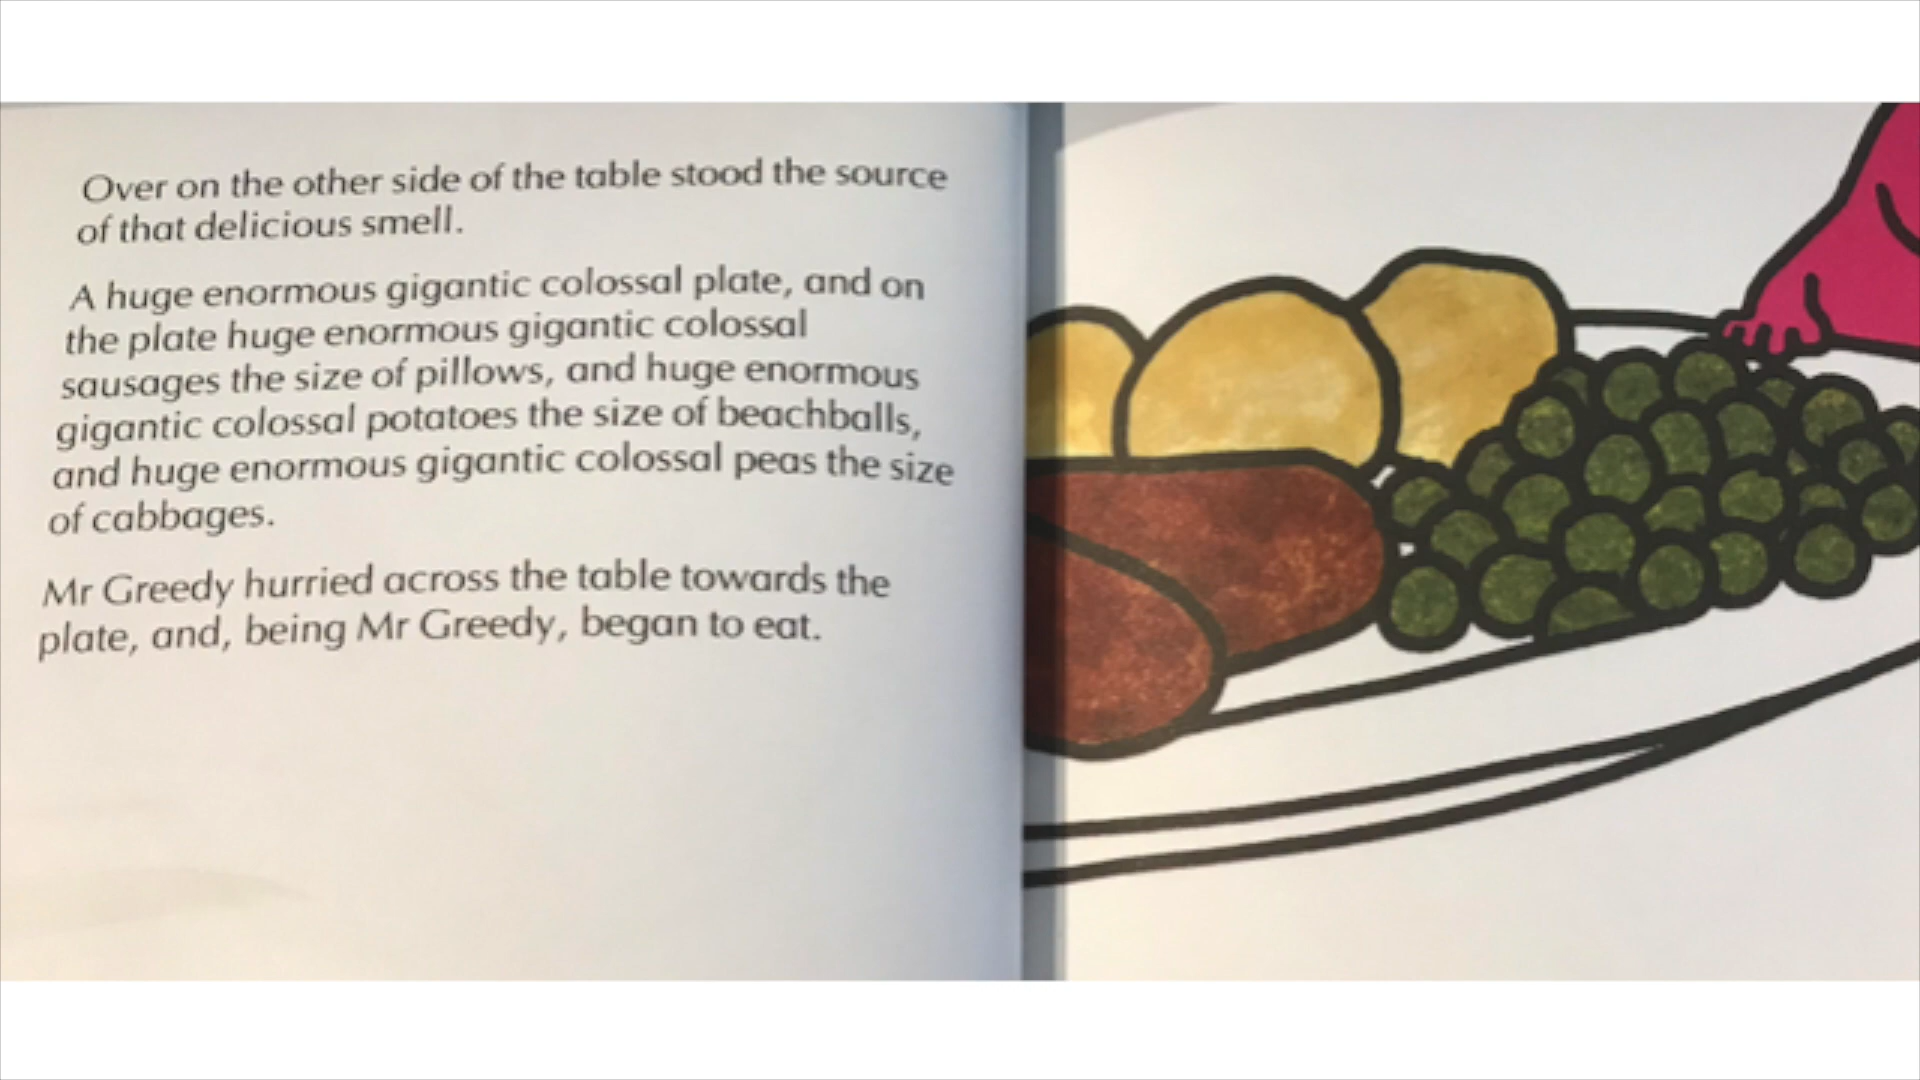 Over on the other side of the table stood the source
of that delicious smell.
A huge enormous gigantic colossal plate, and on
the plate huge enormous gigantic colossal
sausages the size of pillows, and huge enormous
gigantic colossal potatoes the size of beachballs,
and huge enormous gigantic colossal peas the size
of cabbages.
Mr Greedy hurried across the table towards the
plate, and, being Mr Greedy, began to eat.